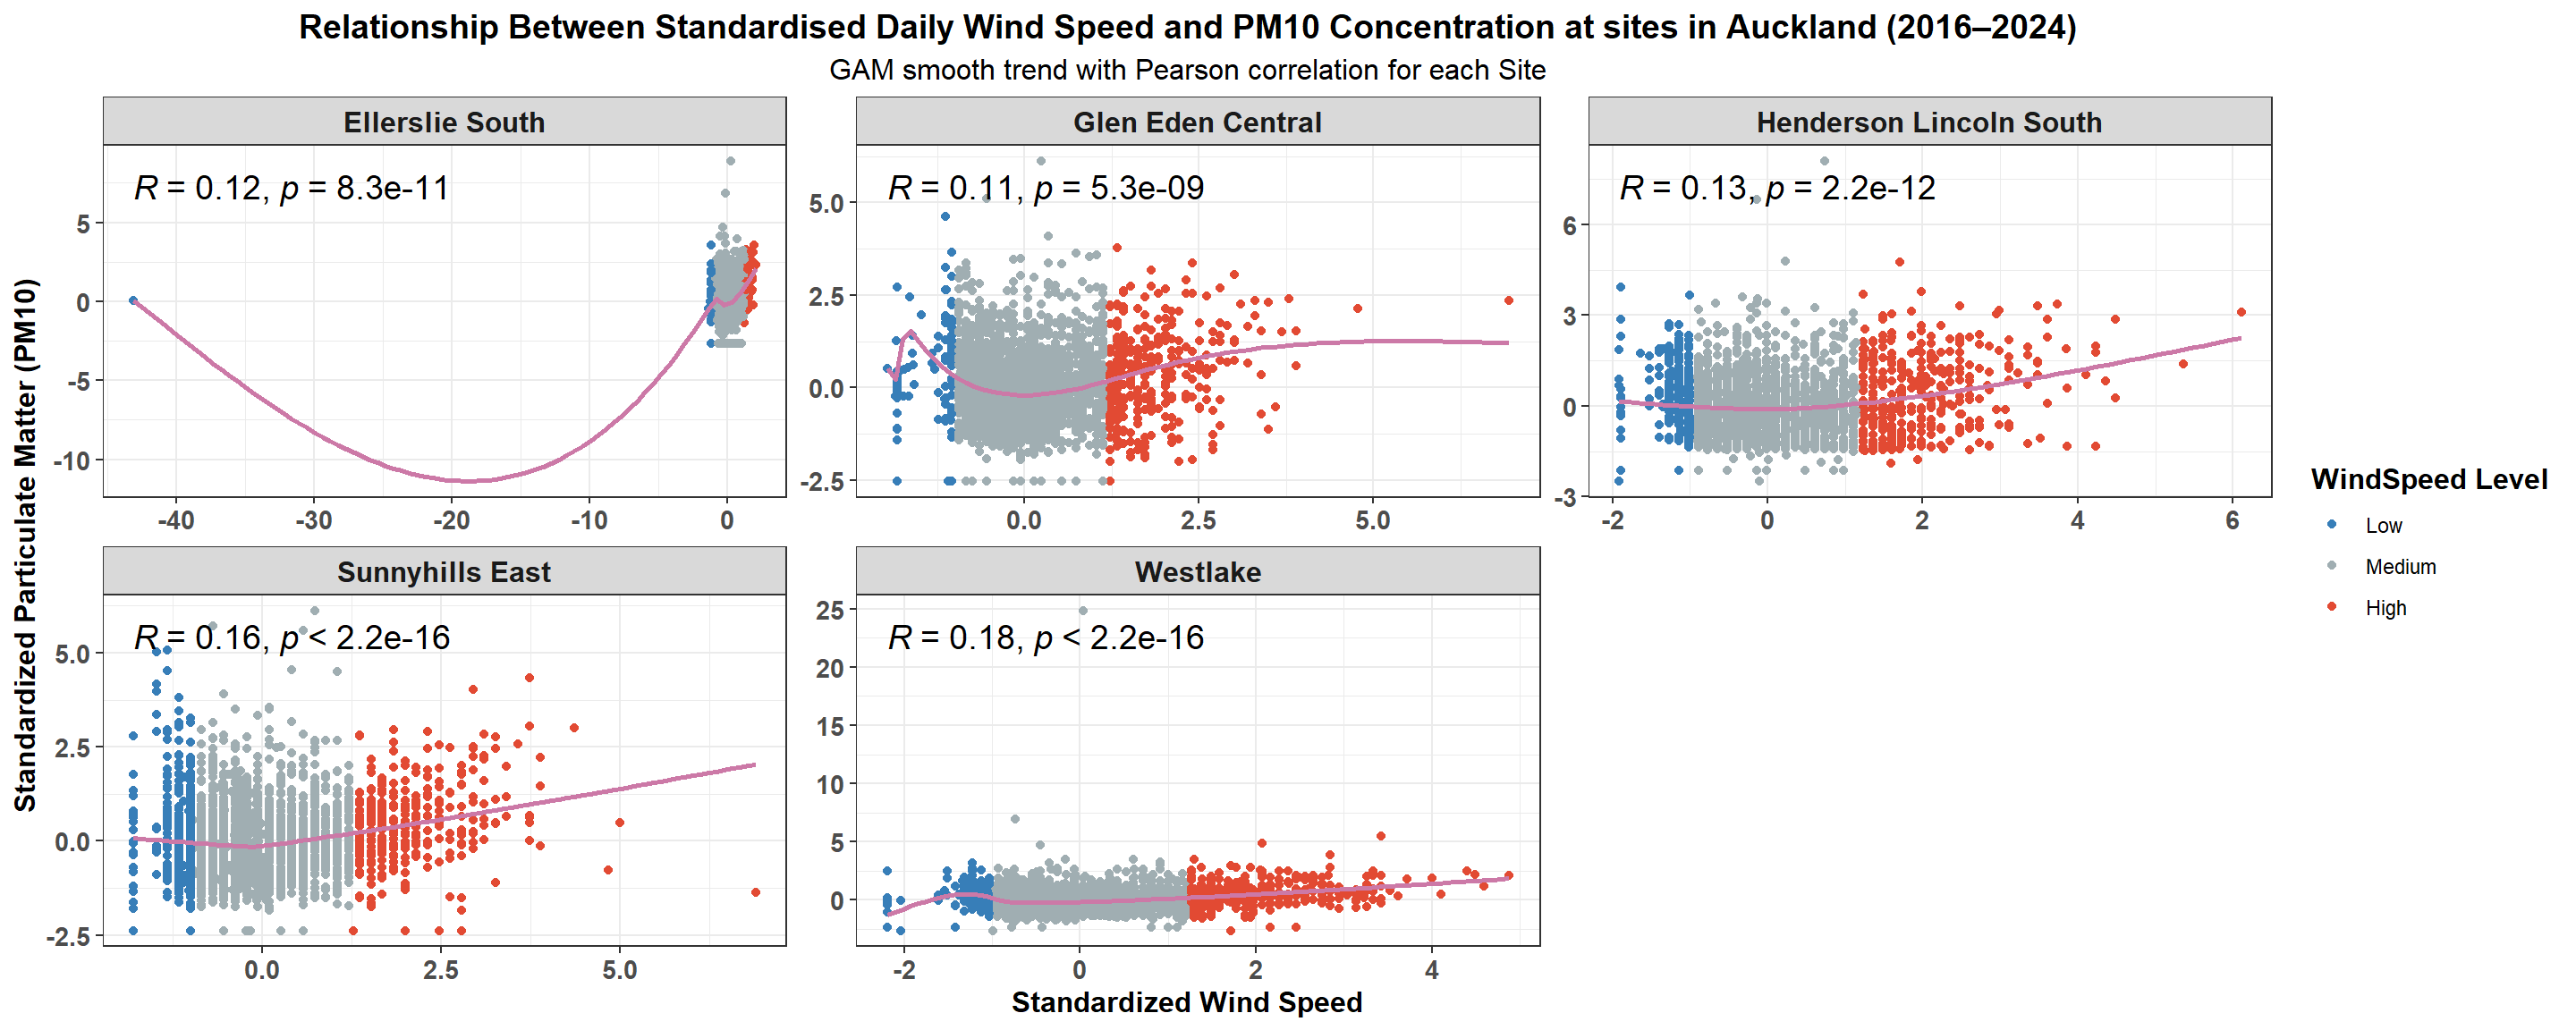 Relationship Between Standardised Daily Wind Speed and PM10 Concentration at sites in Auckland (2016–2024)
GAM smooth trend with Pearson correlation for each Site
Standardized Particulate Matter (PM10)
Ellerslie South
R = 0.12, p = 8.3e-11
5
0
-5
-10
-40 -30 -20 -10 0
Glen Eden Central
R = 0.11, p = 5.3e-09
5.0
2.5
0.0
-2.5
0.0 2.5 5.0
Henderson Lincoln South
R = 0.13, p = 2.2e-12
6
3
0
-3
-2 0 2 4 6
Sunnyhills East
R = 0.16, p < 2.2e-16
5.0
2.5
0.0
-2.5
0.0 2.5 5.0
Westlake
R = 0.18, p < 2.2e-16
25
20
15
10
5
0
-2 0 2 4
Standardized Wind Speed
WindSpeed Level
Low
Medium
High